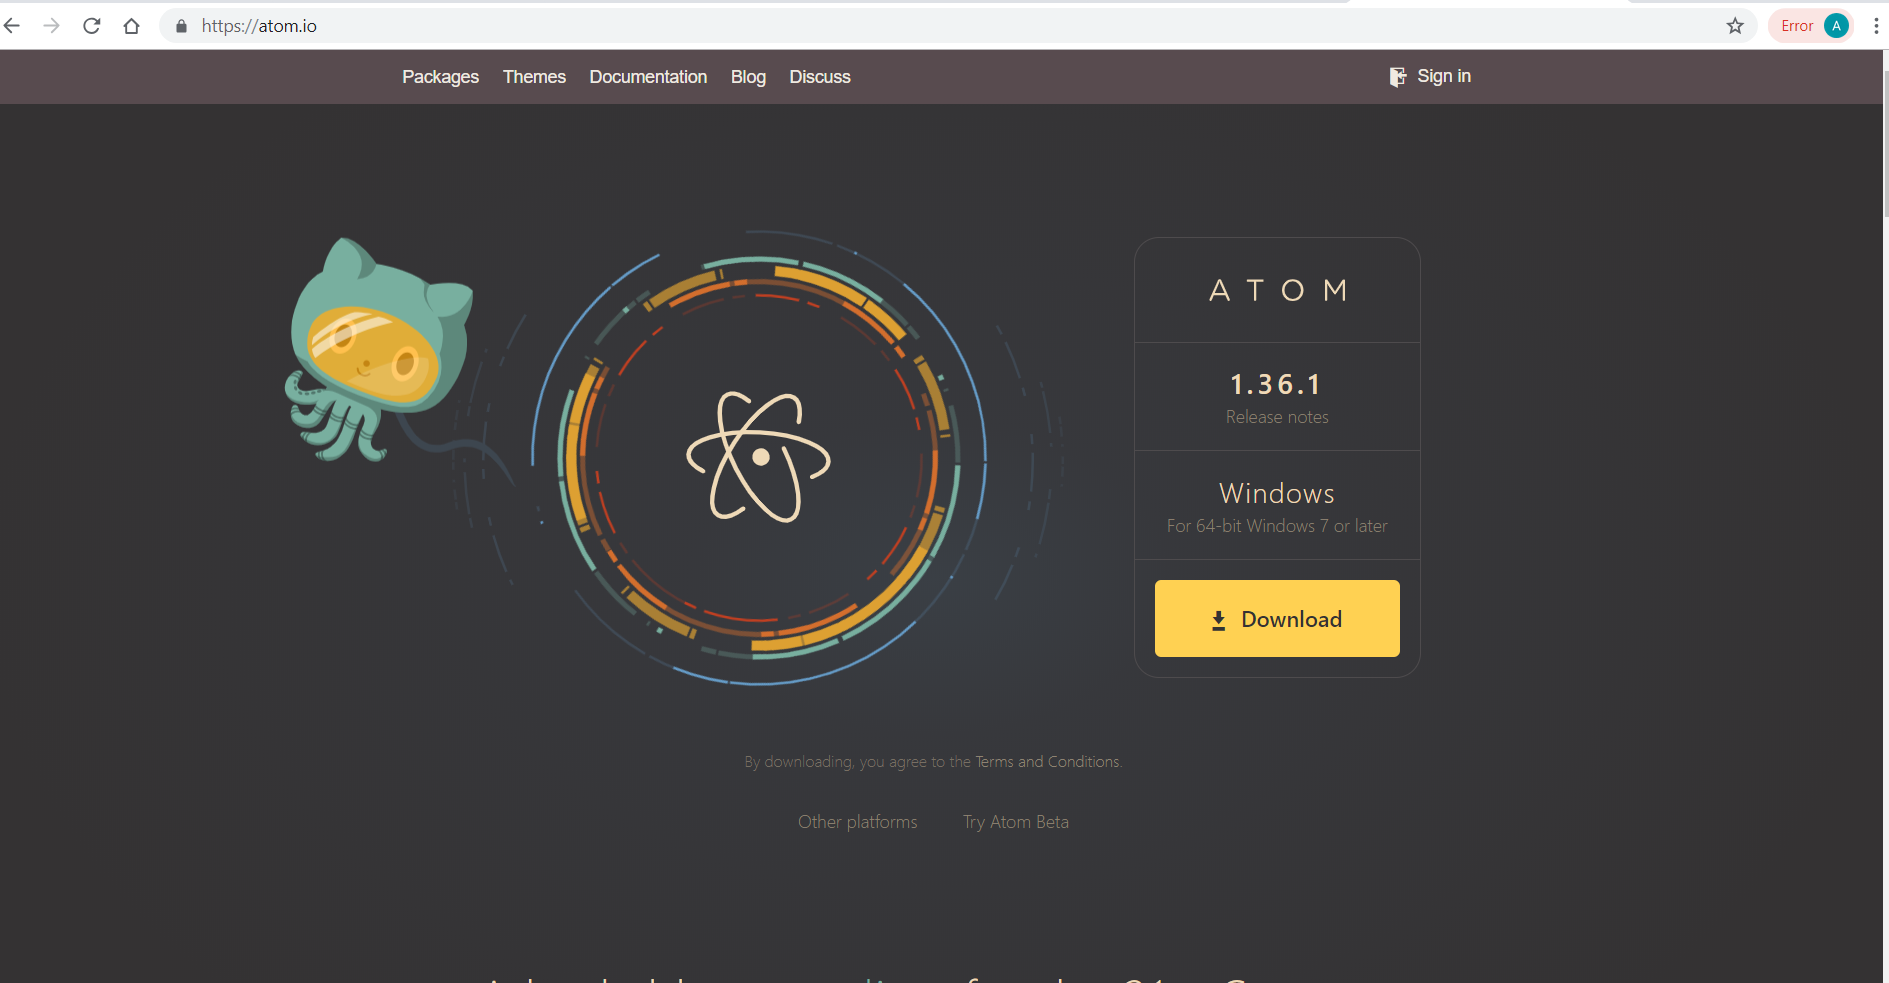 https://atom.io
Error A
Packages Themes Documentation Blog Discuss Sign in
ATOM
1.36.1
Release notes
Windows
For 64-bit Windows 7 or later
Download
By downloading, you agree to the Terms and Conditions.
Other platforms Try Atom Beta